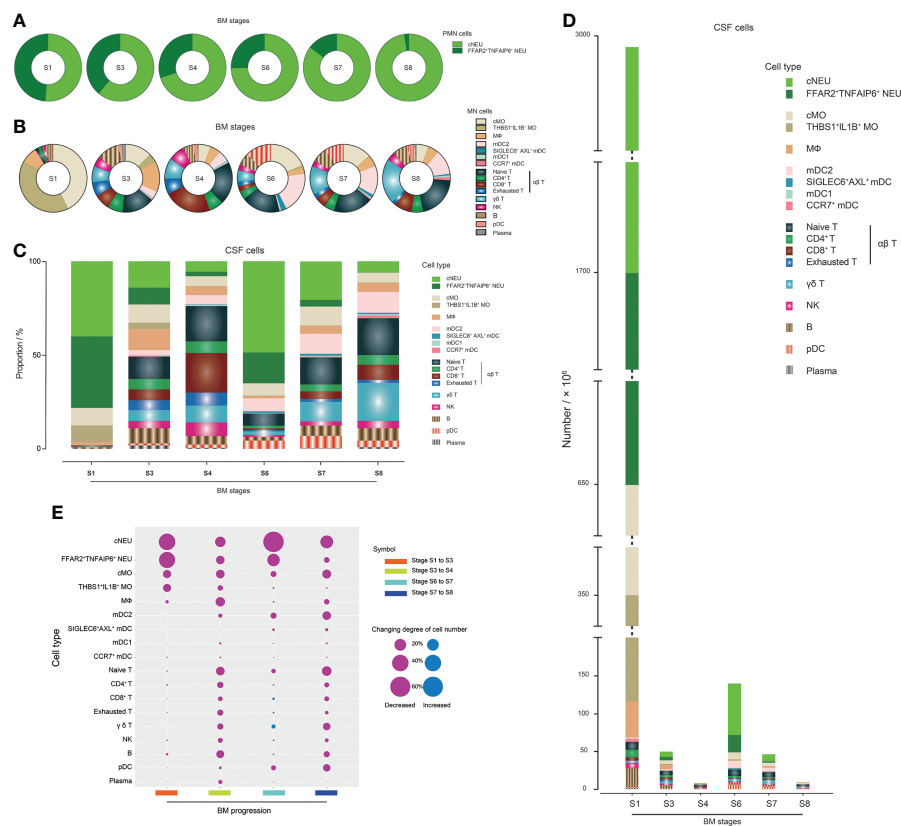 A
BM stages
PMN cells
cNEU
FFAR2⁺TNFAIP6⁺ NEU
S1
S3
S4
S6
S7
S8
B
BM stages
MN cells
cMO
THBS1⁺IL1B⁺ MO
MΦ
mDC2
SIGLEC6⁺AXL⁺ mDC
mDC1
CCR7⁺ mDC
Naive T
CD4⁺ T
CD8⁺ T
Exhausted T
αβ T
γδ T
NK
B
pDC
Plasma
S1
S3
S4
S6
S7
S8
C
CSF cells
Proportion / %
100
50
0
S1
S3
S4
S6
S7
S8
BM stages
Cell type
cNEU
FFAR2⁺TNFAIP6⁺ NEU
cMO
THBS1⁺IL1B⁺ MO
MΦ
mDC2
SIGLEC6⁺ AXL⁺ mDC
mDC1
CCR7⁺ mDC
Naive T
CD4⁺ T
CD8⁺ T
Exhausted T
αβ T
γδ T
NK
B
pDC
Plasma
D
CSF cells
Number / × 10⁶
3000
1700
650
350
150
100
50
0
S1
S3
S4
S6
S7
S8
BM stages
Cell type
cNEU
FFAR2⁺TNFAIP6⁺ NEU
cMO
THBS1⁺IL1B⁺ MO
MΦ
mDC2
SIGLEC6⁺AXL⁺ mDC
mDC1
CCR7⁺ mDC
Naive T
CD4⁺ T
CD8⁺ T
Exhausted T
αβ T
γδ T
NK
B
pDC
Plasma
E
Cell type
cNEU
FFAR2⁺TNFAIP6⁺ NEU
cMO
THBS1⁺IL1B⁺ MO
MΦ
mDC2
SIGLEC6⁺AXL⁺ mDC
mDC1
CCR7⁺ mDC
Naive T
CD4⁺ T
CD8⁺ T
Exhausted T
γ δ T
NK
B
pDC
Plasma
BM progression
Symbol
Stage S1 to S3
Stage S3 to S4
Stage S6 to S7
Stage S7 to S8
Changing degree of cell number
20%
40%
60%
Decreased
Increased